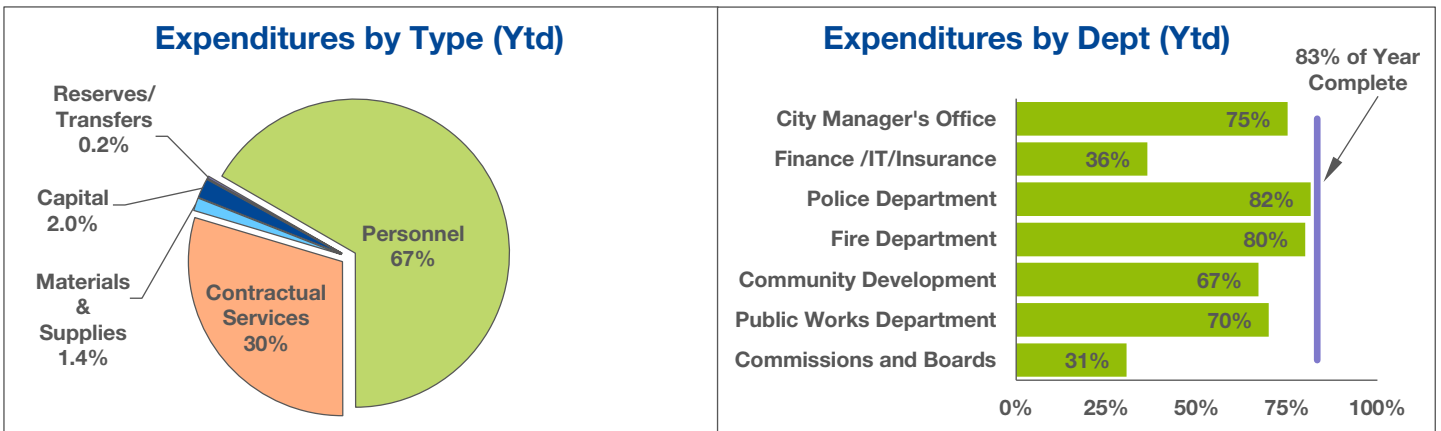 Expenditures by Type (Ytd)
Reserves/
Transfers
0.2%
Capital
2.0%
Materials
&
Supplies
1.4%
Personnel
67%
Contractual
Services
30%
Expenditures by Dept (Ytd)
83% of Year
Complete
City Manager's Office
75%
Finance /IT/Insurance
36%
Police Department
82%
Fire Department
80%
Community Development
67%
Public Works Department
70%
Commissions and Boards
31%
0% 25% 50% 75% 100%